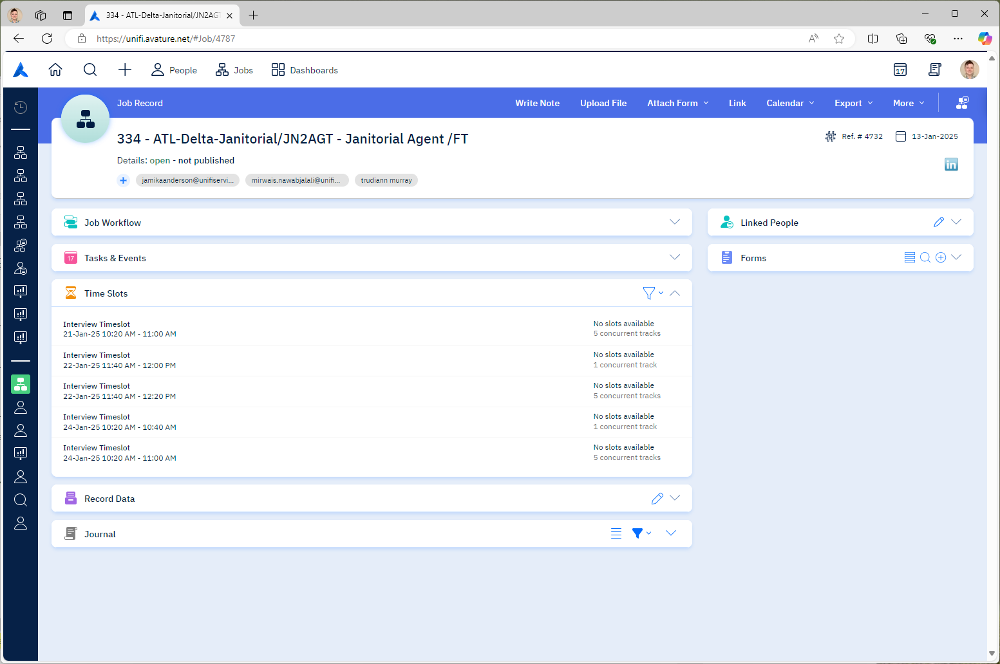 334 - ATL-Delta-Janitorial/JN2AGT
https://unifi.avature.net/#Job/4787
People
Jobs
Dashboards
17
Job Record
Write Note
Upload File
Attach Form
Link
Calendar
Export
More
334 - ATL-Delta-Janitorial/JN2AGT - Janitorial Agent /FT
Ref. # 4732
13-Jan-2025
Details: open - not published
in
jamikaanderson@unifiservi...
mirwais.nawabjalali@unifi...
trudiann murray
Job Workflow
Linked People
17
Tasks & Events
Forms
Time Slots
Interview Timeslot
No slots available
21-Jan-25 10:20 AM - 11:00 AM
5 concurrent tracks
Interview Timeslot
No slots available
22-Jan-25 11:40 AM - 12:00 PM
1 concurrent track
Interview Timeslot
No slots available
22-Jan-25 11:40 AM - 12:20 PM
5 concurrent tracks
Interview Timeslot
No slots available
24-Jan-25 10:20 AM - 10:40 AM
1 concurrent track
Interview Timeslot
No slots available
24-Jan-25 10:20 AM - 11:00 AM
5 concurrent tracks
Record Data
Journal